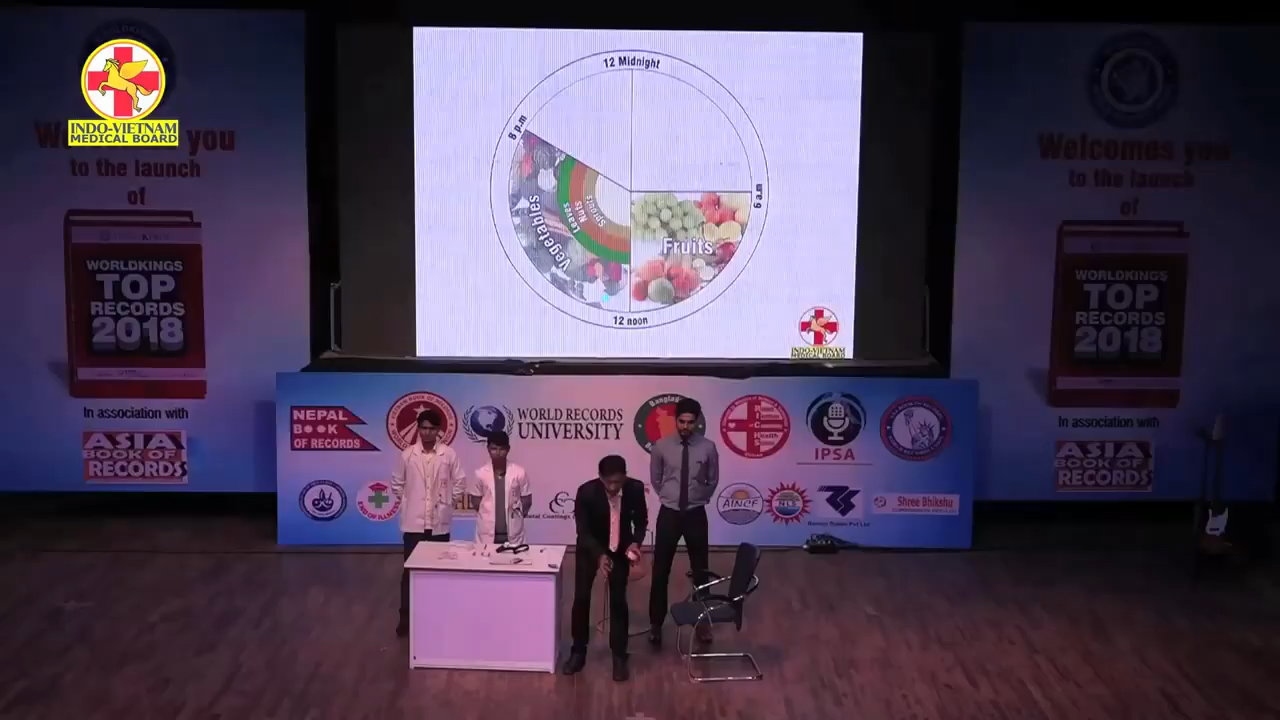 INDO-VIETNAM
MEDICAL BOARD
you
to the launch
of
WORLDKINGS
TOP
RECORDS
2018
In association with
ASIA
BOOK OF
RECORDS
12 Midnight
8 p.m
6 a.m
12 noon
Vegetables
Leaves
Nuts
Sprouts
Fruits
INDO-VIETNAM
MEDICAL BOARD
Welcomes you
to the launch
of
WORLDKINGS
TOP
RECORDS
2018
In association with
ASIA
BOOK OF
RECORDS
NEPAL
BOOK
OF RECORDS
WORLD RECORDS
UNIVERSITY
IPSA
AINCF
Shree Bhikshu